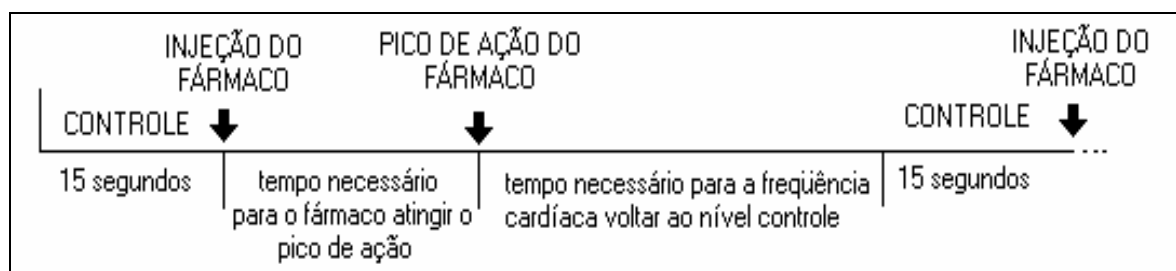 INJEÇÃO DO
FÁRMACO
PICO DE AÇÃO DO
FÁRMACO
INJEÇÃO DO
FÁRMACO
CONTROLE
CONTROLE
15 segundos
tempo necessário
para o fármaco atingir o
pico de ação
tempo necessário para a freqüência
cardíaca voltar ao nível controle
15 segundos